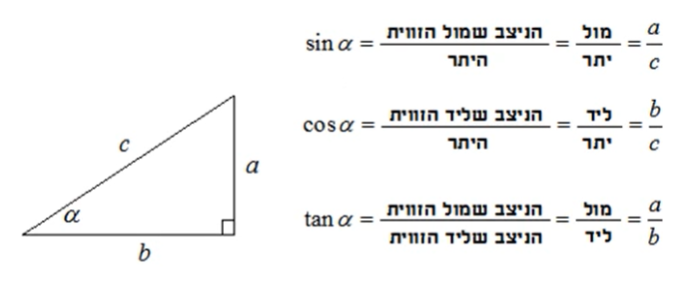 sin α = הניצב שמול הזווית / היתר = מול / יתר = a / c
cos α = הניצב שליד הזווית / היתר = ליד / יתר = b / c
tan α = הניצב שמול הזווית / הניצב שליד הזווית = מול / ליד = a / b
c
a
α
b